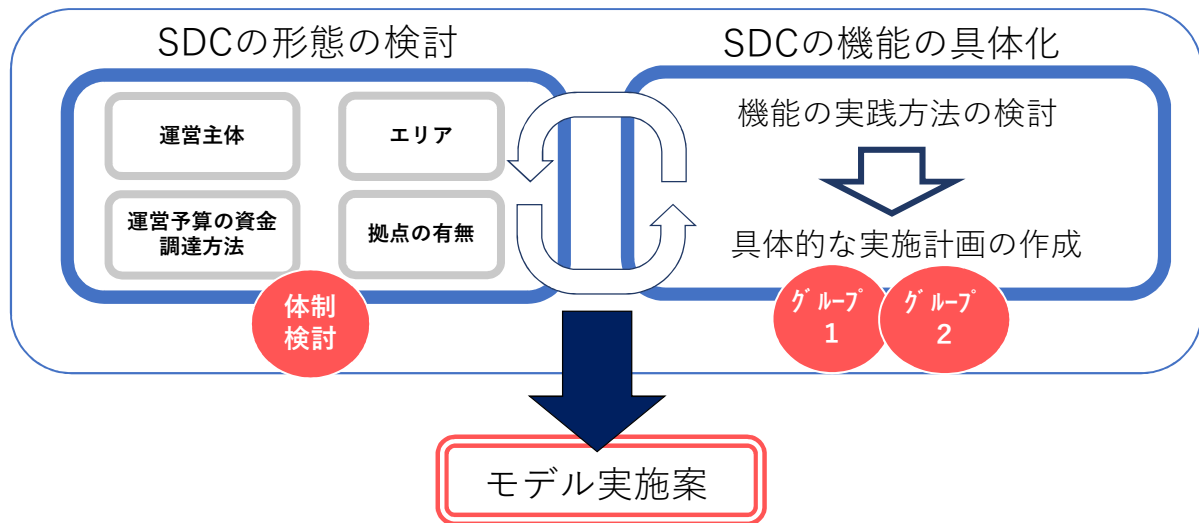 SDCの形態の検討
運営主体
エリア
運営予算の資金
調達方法
拠点の有無
体制
検討
SDCの機能の具体化
機能の実践方法の検討
具体的な実施計画の作成
ｸﾞﾙｰﾌﾟ
1
ｸﾞﾙｰﾌﾟ
2
モデル実施案